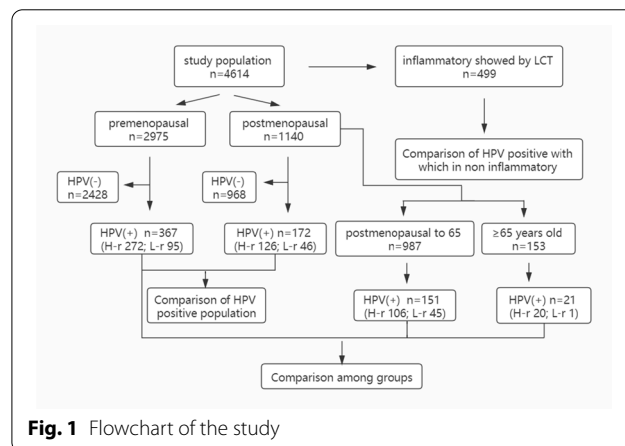 study population
n=4614
inflammatory showed by LCT
n=499
premenopausal
n=2975
postmenopausal
n=1140
Comparison of HPV positive with
which in non inflammatory
HPV(-)
n=2428
HPV(-)
n=968
HPV(+) n=367
(H-r 272; L-r 95)
HPV(+) n=172
(H-r 126; L-r 46)
postmenopausal to 65
n=987
≥65 years old
n=153
Comparison of HPV
positive population
HPV(+) n=151
(H-r 106; L-r 45)
HPV(+) n=21
(H-r 20; L-r 1)
Comparison among groups
Fig. 1 Flowchart of the study